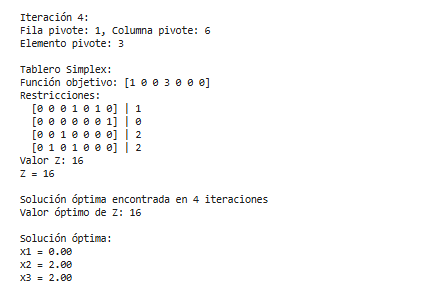 Iteración 4:
Fila pivote: 1, Columna pivote: 6
Elemento pivote: 3
Tablero Simplex:
Función objetivo: [1 0 0 3 0 0 0]
Restricciones:
[0 0 0 1 0 1 0] | 1
[0 0 0 0 0 0 1] | 0
[0 0 1 0 0 0 0] | 2
[0 1 0 1 0 0 0] | 2
Valor Z: 16
Z = 16
Solución óptima encontrada en 4 iteraciones
Valor óptimo de Z: 16
Solución óptima:
x1 = 0.00
x2 = 2.00
x3 = 2.00